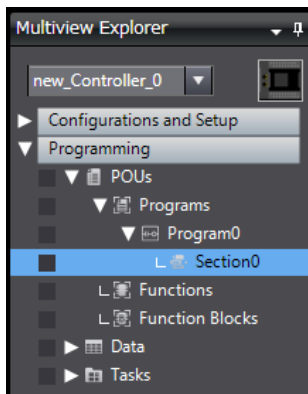 Multiview Explorer
new_Controller_0
Configurations and Setup
Programming
POUs
Programs
Program0
Section0
Functions
Function Blocks
Data
Tasks